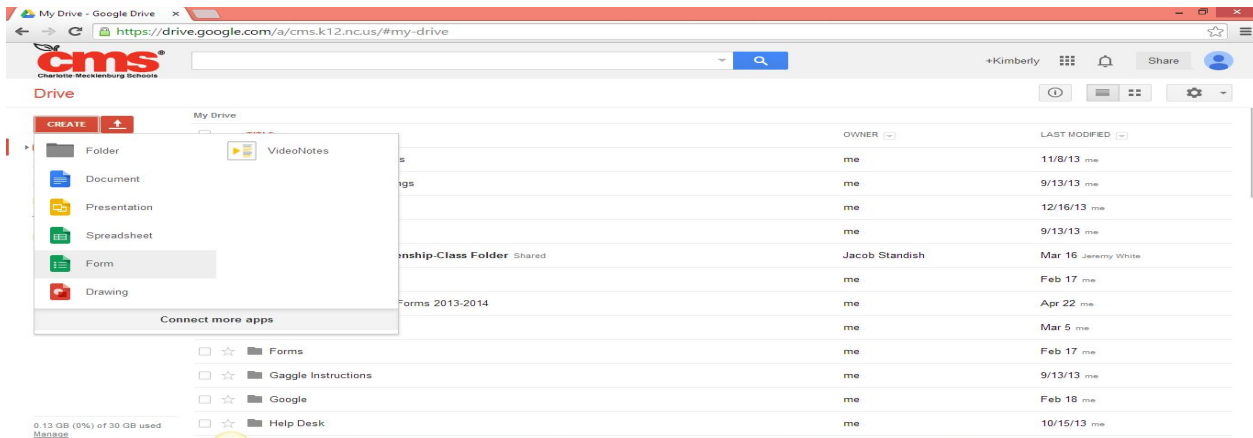 My Drive - Google Drive ×
https://drive.google.com/a/cms.k12.nc.us/#my-drive
cms®
Charlotte-Mecklenburg Schools
+Kimberly Share
Drive
My Drive
CREATE
TITLE OWNER LAST MODIFIED
Folder VideoNotes
s me 11/8/13 me
Document
ngs me 9/13/13 me
Presentation me 12/16/13 me
Spreadsheet me 9/13/13 me
enship-Class Folder Shared Jacob Standish Mar 16 Jeremy White
Form
me Feb 17 me
Drawing
Forms 2013-2014 me Apr 22 me
Connect more apps
me Mar 5 me
Forms me Feb 17 me
Gaggle Instructions me 9/13/13 me
Google me Feb 18 me
Help Desk me 10/15/13 me
0.13 GB (0%) of 30 GB used
Manage